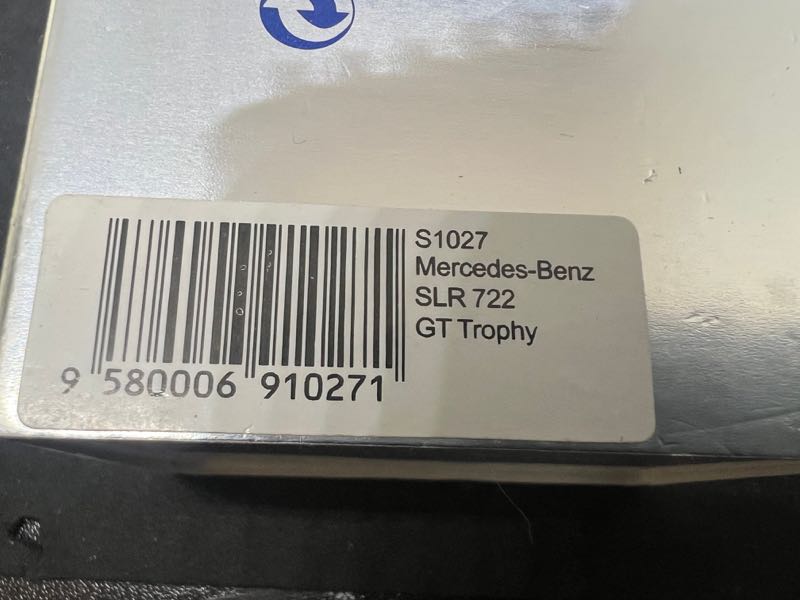 S1027
Mercedes-Benz
SLR 722
GT Trophy
9 580006 910271